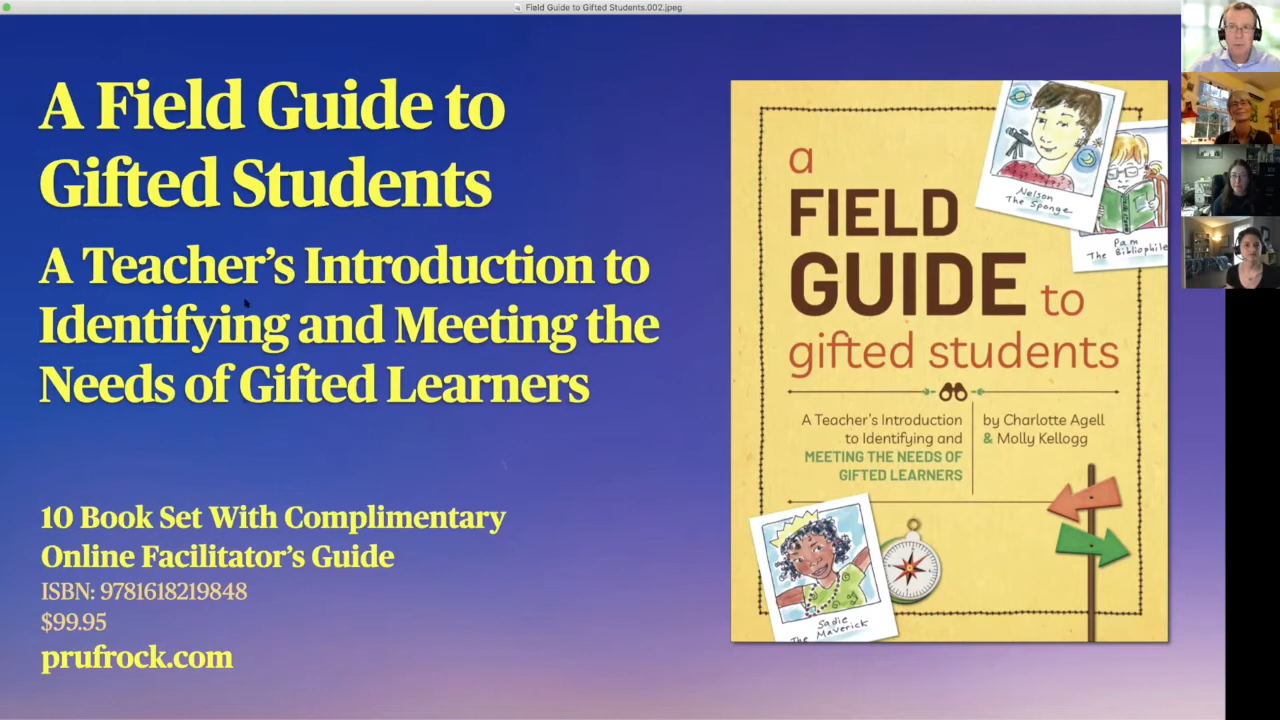 Field Guide to Gifted Students.002.jpeg
A Field Guide to
Gifted Students
A Teacher's Introduction to
Identifying and Meeting the
Needs of Gifted Learners
10 Book Set With Complimentary
Online Facilitator's Guide
ISBN: 9781618219848
$99.95
prufrock.com
a
FIELD
GUIDE to
gifted students
Nelson
The Sponge
Pam
The Bibliophile
A Teacher's Introduction
to Identifying and
MEETING THE NEEDS OF
GIFTED LEARNERS
by Charlotte Agell
& Molly Kellogg
Sadie
The Maverick